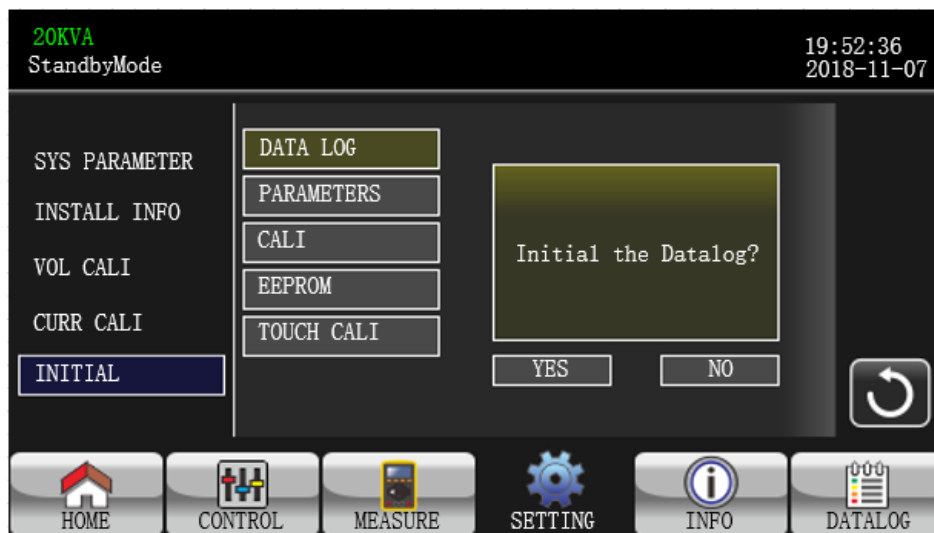 20KVA
StandbyMode
19:52:36
2018-11-07
SYS PARAMETER
INSTALL INFO
VOL CALI
CURR CALI
INITIAL
DATA LOG
PARAMETERS
CALI
EEPROM
TOUCH CALI
Initial the Datalog?
YES
NO
HOME
CONTROL
MEASURE
SETTING
INFO
DATALOG